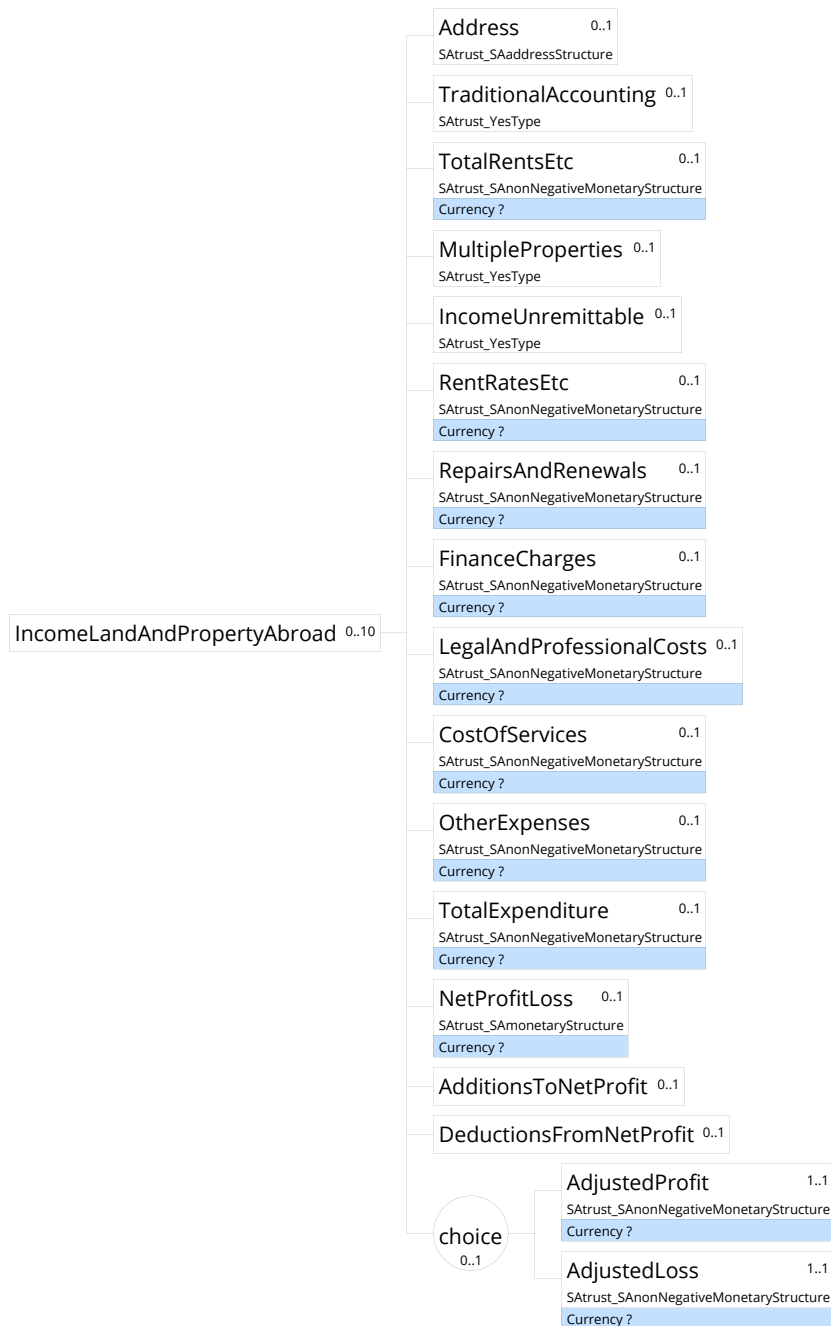 Address 0..1
SAtrust_SAaddressStructure
TraditionalAccounting 0..1
SAtrust_YesType
TotalRentsEtc 0..1
SAtrust_SAnonNegativeMonetaryStructure
Currency ?
MultipleProperties 0..1
SAtrust_YesType
IncomeUnremittable 0..1
SAtrust_YesType
RentRatesEtc 0..1
SAtrust_SAnonNegativeMonetaryStructure
Currency ?
RepairsAndRenewals 0..1
SAtrust_SAnonNegativeMonetaryStructure
Currency ?
FinanceCharges 0..1
SAtrust_SAnonNegativeMonetaryStructure
Currency ?
IncomeLandAndPropertyAbroad 0..10
LegalAndProfessionalCosts 0..1
SAtrust_SAnonNegativeMonetaryStructure
Currency ?
CostOfServices 0..1
SAtrust_SAnonNegativeMonetaryStructure
Currency ?
OtherExpenses 0..1
SAtrust_SAnonNegativeMonetaryStructure
Currency ?
TotalExpenditure 0..1
SAtrust_SAnonNegativeMonetaryStructure
Currency ?
NetProfitLoss 0..1
SAtrust_SAmonetaryStructure
Currency ?
AdditionsToNetProfit 0..1
DeductionsFromNetProfit 0..1
choice
0..1
AdjustedProfit 1..1
SAtrust_SAnonNegativeMonetaryStructure
Currency ?
AdjustedLoss 1..1
SAtrust_SAnonNegativeMonetaryStructure
Currency ?